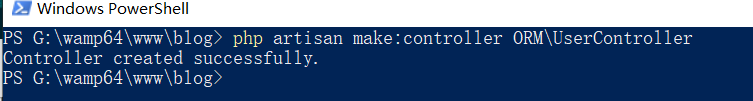 Windows PowerShell
PS G:\wamp64\www\blog> php artisan make:controller ORM\UserController
Controller created successfully.
PS G:\wamp64\www\blog>